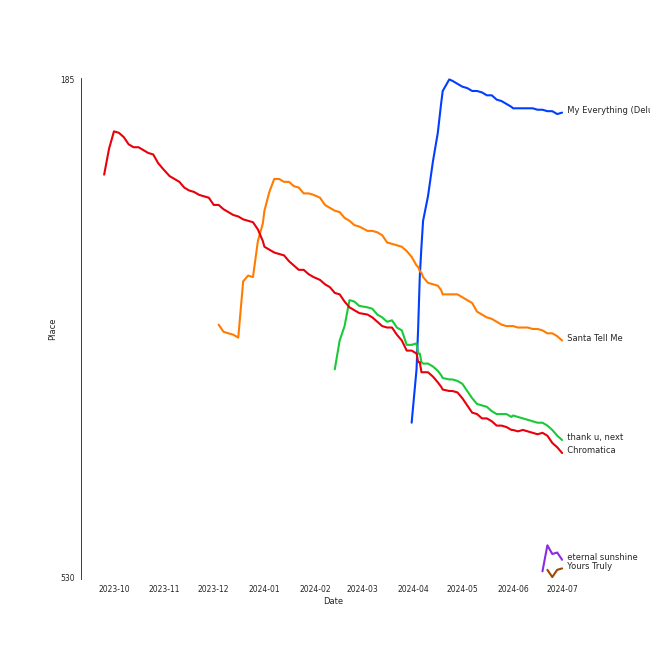 185
My Everything (Delu
Place
Santa Tell Me
thank u, next
Chromatica
eternal sunshine
Yours Truly
530
2023-10 2023-11 2023-12 2024-01 2024-02 2024-03 2024-04 2024-05 2024-06 2024-07
Date